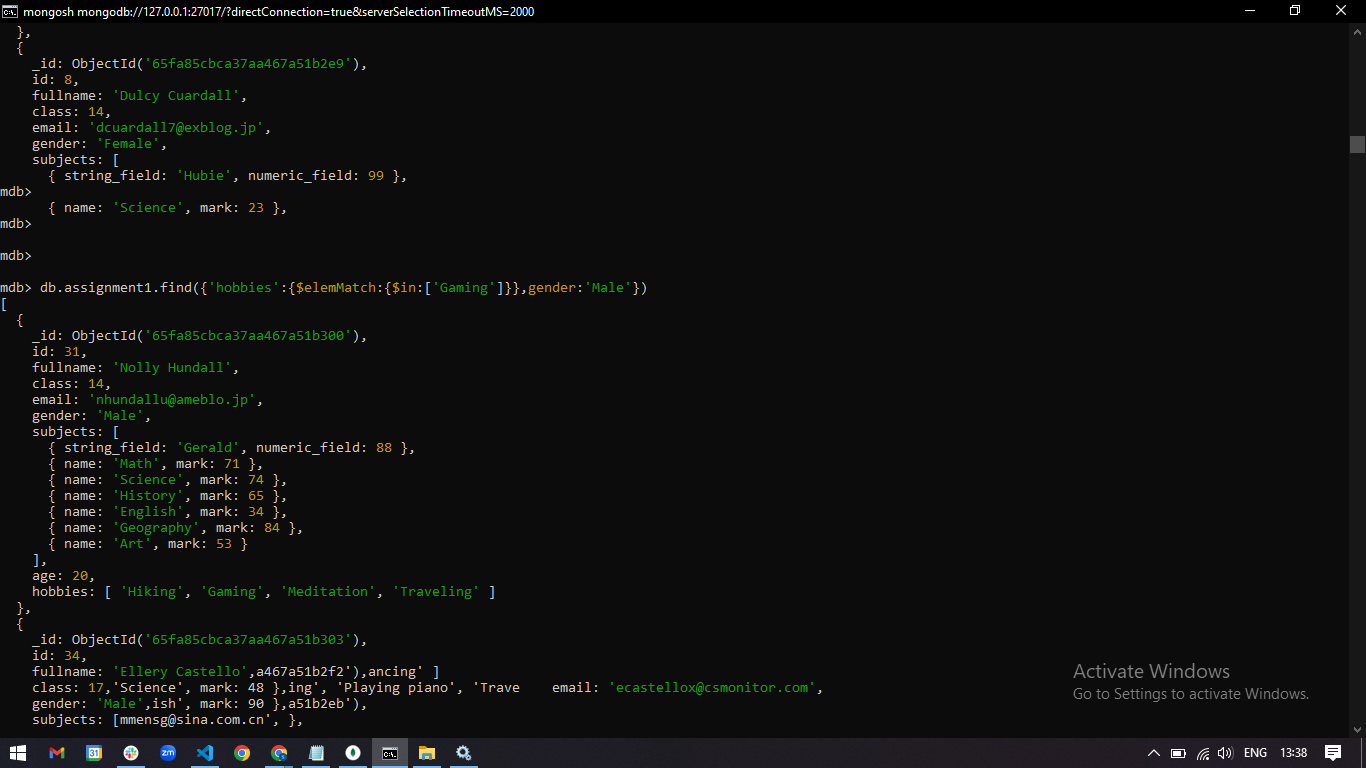 mongosh mongodb://127.0.0.1:27017/?directConnection=true&serverSelectionTimeoutMS=2000
},
{
_id: ObjectId('65fa85cbca37aa467a51b2e9'),
id: 8,
fullname: 'Dulcy Cuardall',
class: 14,
email: 'dcuardall7@exblog.jp',
gender: 'Female',
subjects: [
{ string_field: 'Hubie', numeric_field: 99 },
mdb>
{ name: 'Science', mark: 23 },
mdb>
mdb>
mdb> db.assignment1.find({'hobbies':{$elemMatch:{$in:['Gaming']}},gender:'Male'})
[
{
_id: ObjectId('65fa85cbca37aa467a51b300'),
id: 31,
fullname: 'Nolly Hundall',
class: 14,
email: 'nhundallu@ameblo.jp',
gender: 'Male',
subjects: [
{ string_field: 'Gerald', numeric_field: 88 },
{ name: 'Math', mark: 71 },
{ name: 'Science', mark: 74 },
{ name: 'History', mark: 65 },
{ name: 'English', mark: 34 },
{ name: 'Geography', mark: 84 },
{ name: 'Art', mark: 53 }
],
age: 20,
hobbies: [ 'Hiking', 'Gaming', 'Meditation', 'Traveling' ]
},
{
_id: ObjectId('65fa85cbca37aa467a51b303'),
id: 34,
fullname: 'Ellery Castello',a467a51b2f2'),ancing' ]
class: 17,'Science', mark: 48 },ing', 'Playing piano', 'Trave    email: 'ecastellox@csmonitor.com',
gender: 'Male',ish', mark: 90 },a51b2eb'),
subjects: [mmensg@sina.com.cn', },
Activate Windows
Go to Settings to activate Windows.
31
zm
ENG
13:38